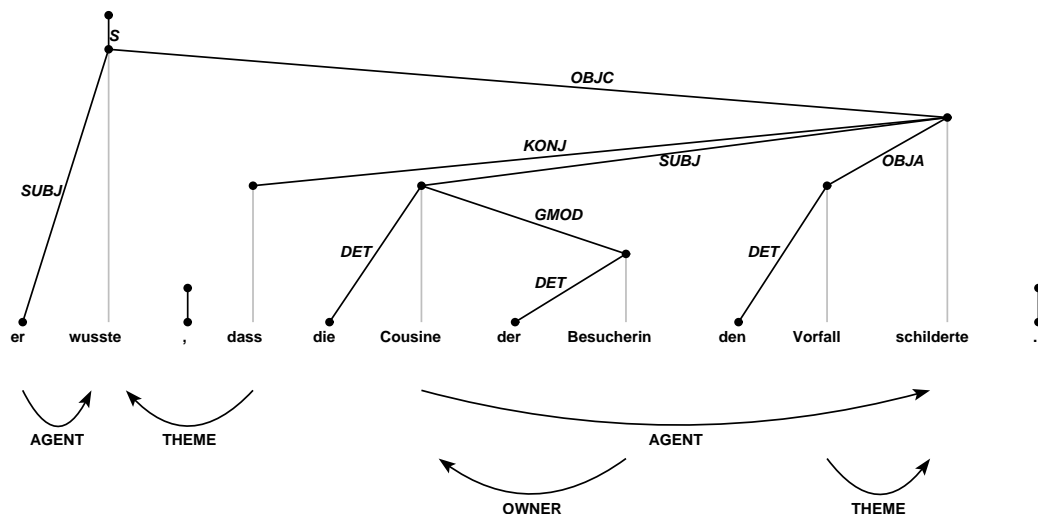 S
OBJC
KONJ
SUBJ
OBJA
SUBJ
GMOD
DET
DET
DET
er wusste , dass die Cousine der Besucherin den Vorfall schilderte .
AGENT THEME AGENT
OWNER THEME